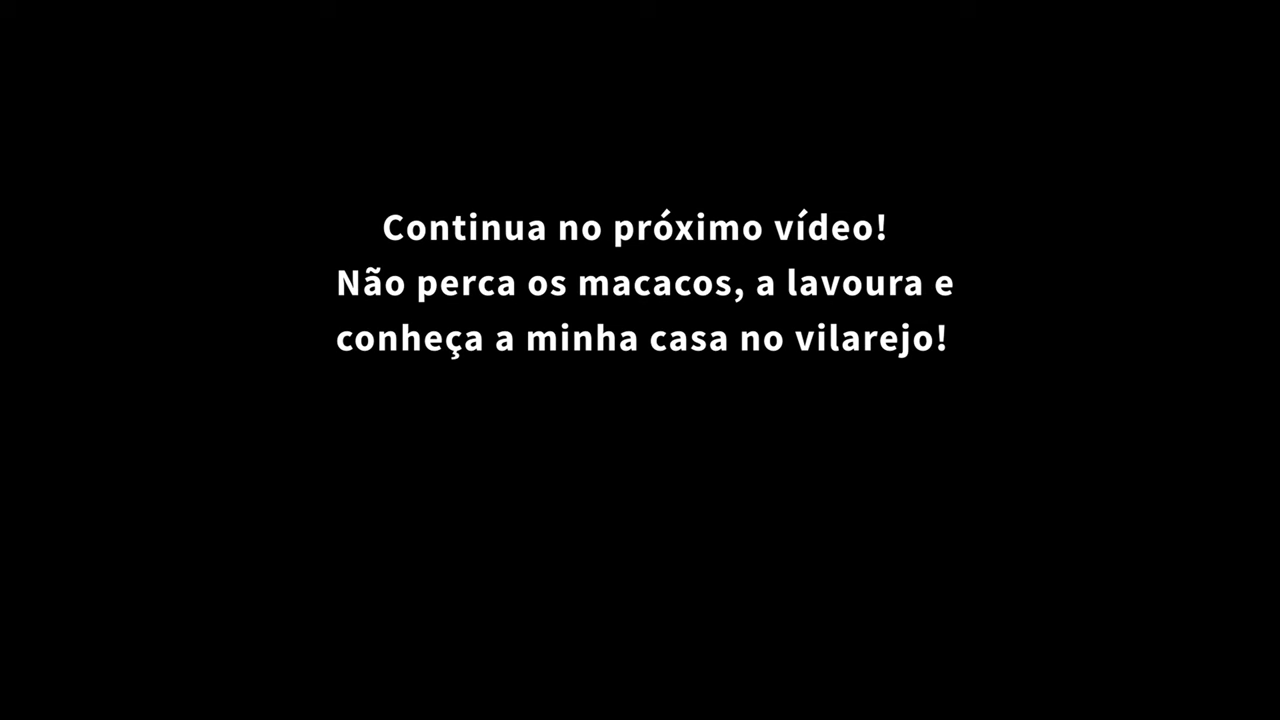 Continua no próximo vídeo!
Não perca os macacos, a lavoura e
conheça a minha casa no vilarejo!